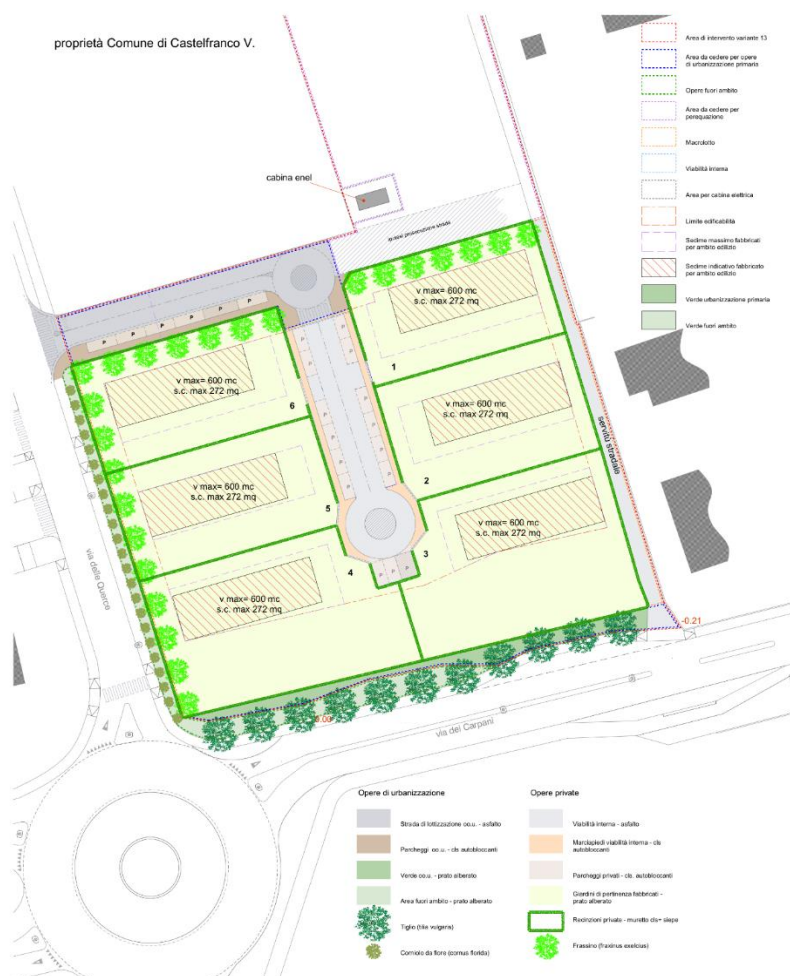 proprietà Comune di Castelfranco V.
cabina enel
Area di intervento variante 13
Area da cedere per opere
di urbanizzazione primaria
Opere fuori ambito
Area da cedere per
perequazione
Macrolotto
Viabilità interna
Area per cabina elettrica
Limite edificabilità
Sedime massimo fabbricati
per ambito edilizio
Sedime indicativo fabbricato
per ambito edilizio
Verde urbanizzazione primaria
Verde fuori ambito
v max= 600 mc
s.c. max 272 mq
1
v max= 600 mc
s.c. max 272 mq
6
v max= 600 mc
s.c. max 272 mq
2
servitù stradale
v max= 600 mc
s.c. max 272 mq
5
v max= 600 mc
s.c. max 272 mq
3
4
v max= 600 mc
s.c. max 272 mq
via delle Querce
-0.21
0.00
via dei Carpani
P P P P P P
P P P P P P P P
P P P
Opere di urbanizzazione
Strada di lottizzazione oo.u. - asfalto
Parcheggi oo.u. - cls autobloccanti
Verde oo.u. - prato alberato
Area fuori ambito - prato alberato
Tiglio (tilia vulgaris)
Corniolo da fiore (cornus florida)
Opere private
Viabilità interna - asfalto
Marciapiedi viabilità interna - cls
autobloccanti
Parcheggi privati - cls. autobloccanti
Giardini di pertinenza fabbricati -
prato alberato
Recinzioni private - muretto cls+ siepe
Frassino (fraxinus exelcius)